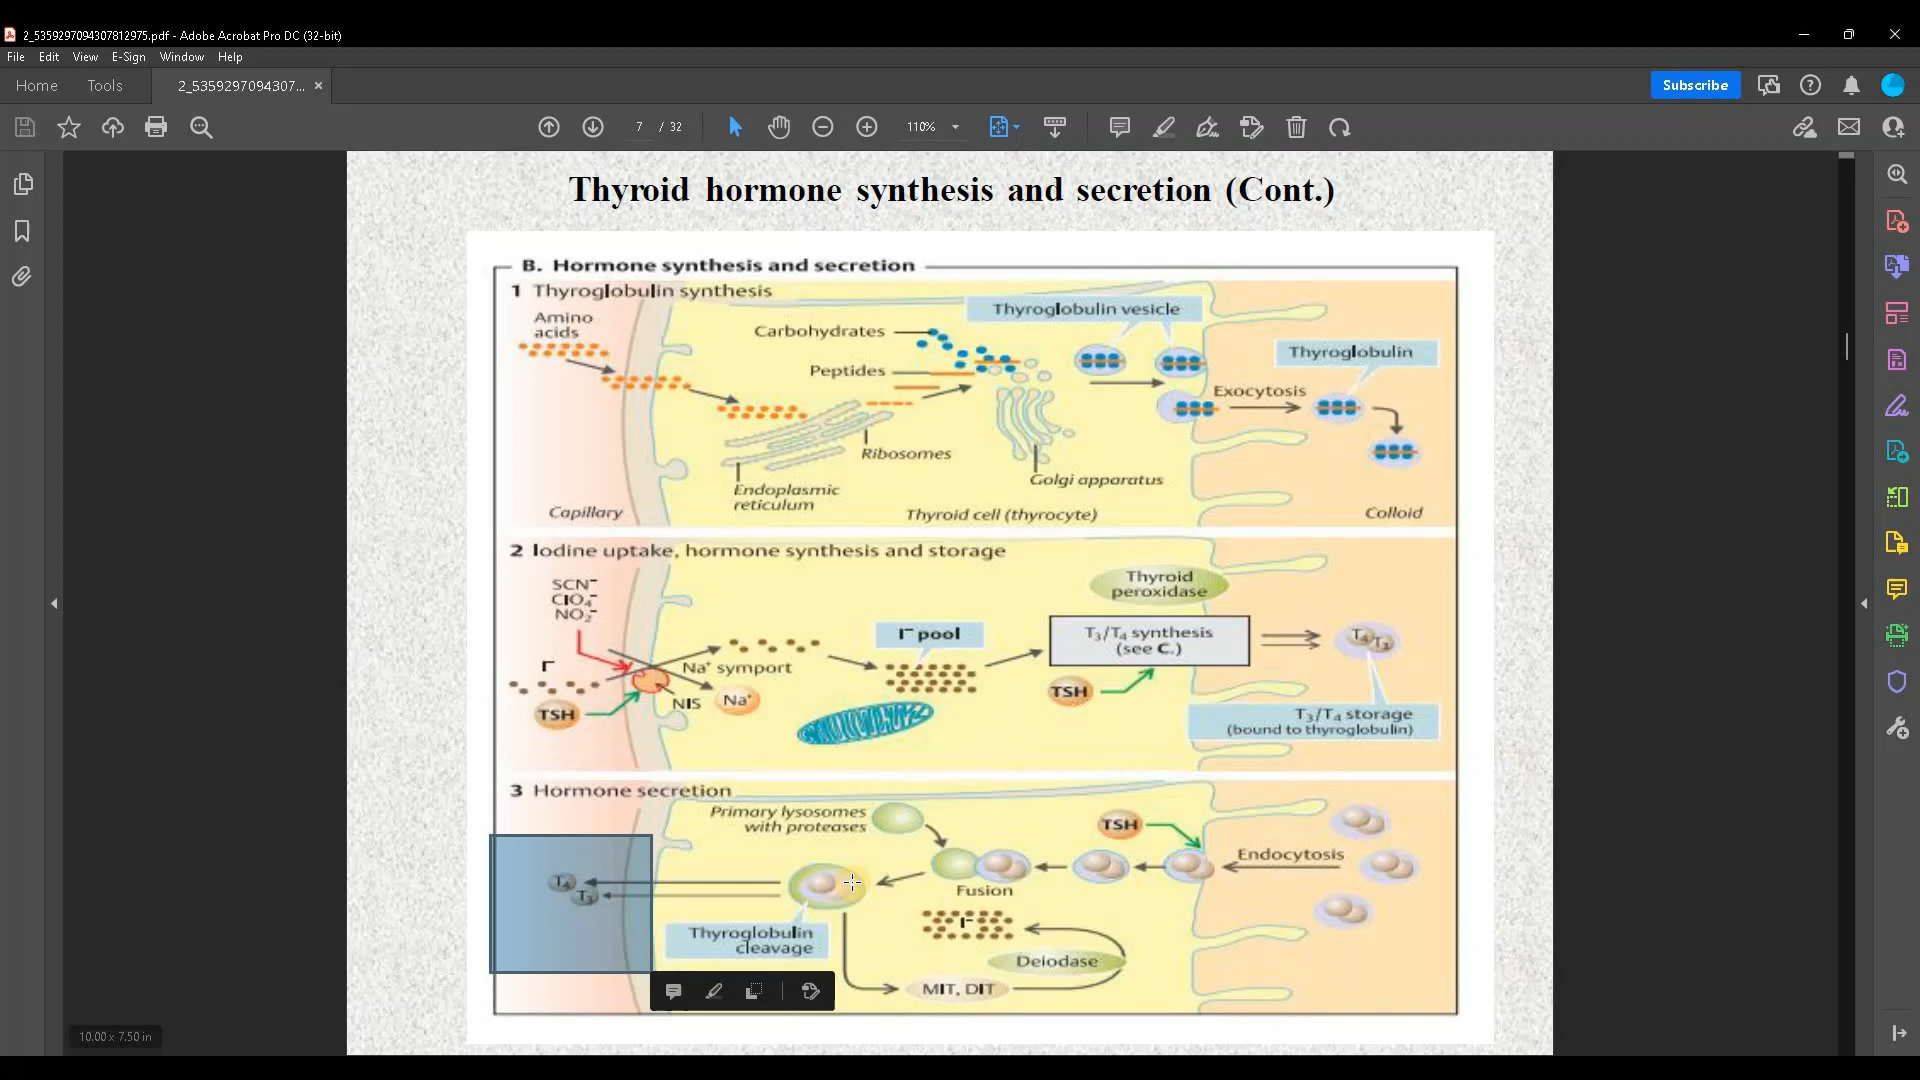 2_5359297094307812975.pdf - Adobe Acrobat Pro DC (32-bit)
File Edit View E-Sign Window Help
Home Tools 2_5359297094307... ×
Subscribe
7 / 32
110%
Thyroid hormone synthesis and secretion (Cont.)
B. Hormone synthesis and secretion
1 Thyroglobulin synthesis
Amino
acids
Carbohydrates
Peptides
Thyroglobulin vesicle
Thyroglobulin
Exocytosis
Ribosomes
Endoplasmic
reticulum
Golgi apparatus
Capillary
Thyroid cell (thyrocyte)
Colloid
2 Iodine uptake, hormone synthesis and storage
SCN⁻
ClO₄⁻
NO₂⁻
I⁻
TSH
Na⁺ symport
NIS
Na⁺
I⁻ pool
Thyroid
peroxidase
T₃/T₄ synthesis
(see C.)
TSH
T₄
T₃
T₃/T₄ storage
(bound to thyroglobulin)
3 Hormone secretion
Primary lysosomes
with proteases
TSH
Endocytosis
Fusion
T₄
T₃
Thyroglobulin
cleavage
I⁻
Deiodase
MIT, DIT
10.00 x 7.50 in